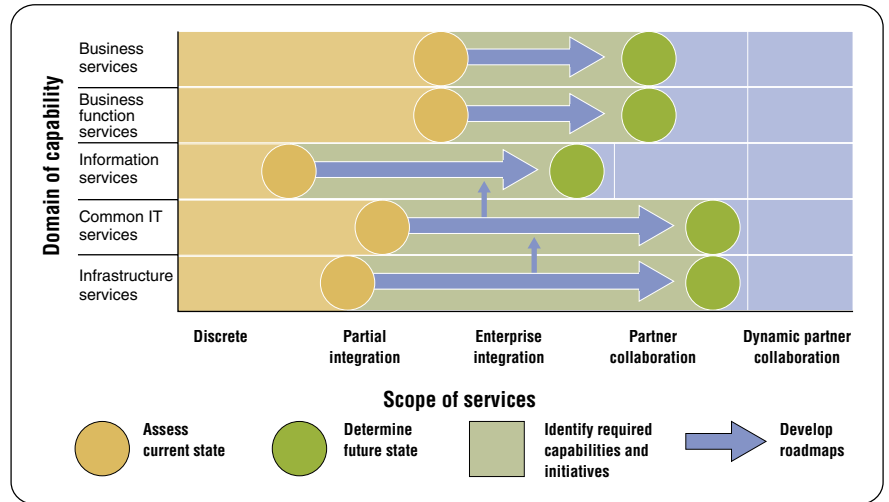 Domain of capability
Business
services
Business
function
services
Information
services
Common IT
services
Infrastructure
services
Discrete
Partial
integration
Enterprise
integration
Partner
collaboration
Dynamic partner
collaboration
Scope of services
Assess
current state
Determine
future state
Identify required
capabilities and
initiatives
Develop
roadmaps